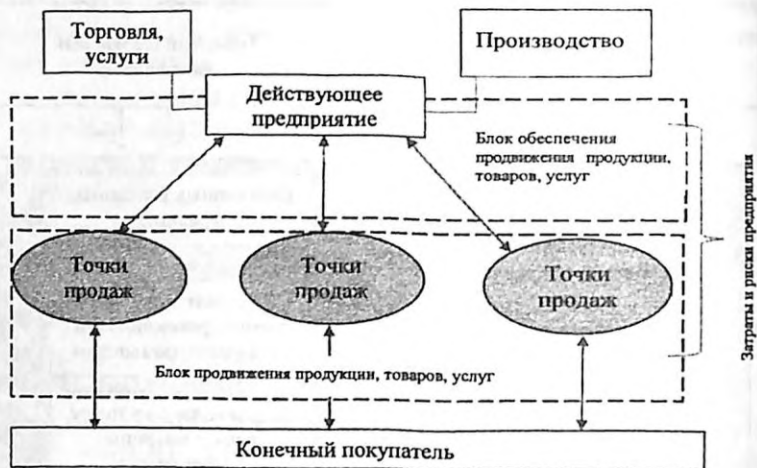 Торговля,
услуги
Производство
Действующее
предприятие
Блок обеспечения
продвижения продукции,
товаров, услуг
Затраты и риски предприятия
Точки
продаж
Точки
продаж
Точки
продаж
Блок продвижения продукции, товаров, услуг
Конечный покупатель